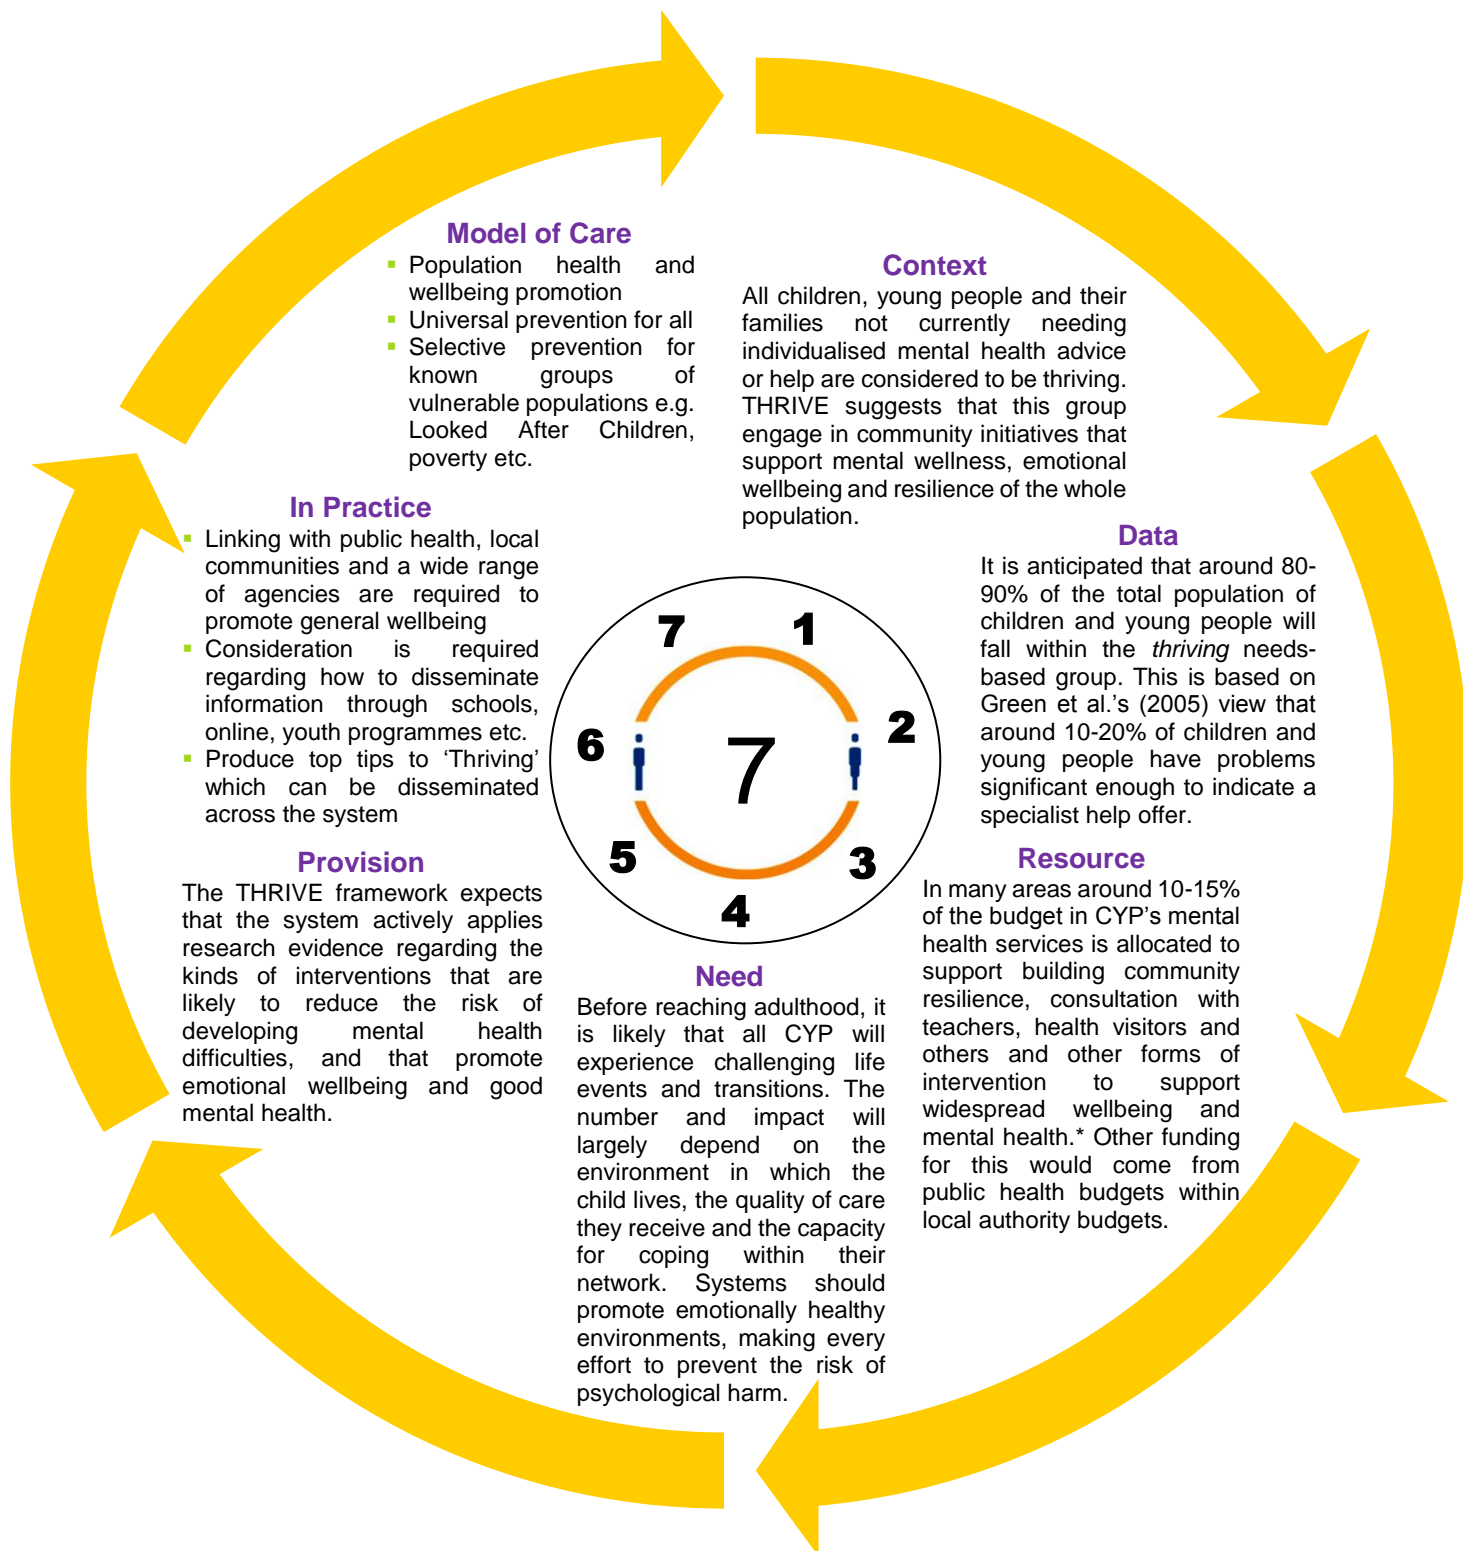 Model of Care
▪ Population health and
wellbeing promotion
▪ Universal prevention for all
▪ Selective prevention for
known groups of
vulnerable populations e.g.
Looked After Children,
poverty etc.
Context
All children, young people and their
families not currently needing
individualised mental health advice
or help are considered to be thriving.
THRIVE suggests that this group
engage in community initiatives that
support mental wellness, emotional
wellbeing and resilience of the whole
population.
In Practice
▪ Linking with public health, local
communities and a wide range
of agencies are required to
promote general wellbeing
▪ Consideration is required
regarding how to disseminate
information through schools,
online, youth programmes etc.
▪ Produce top tips to ‘Thriving’
which can be disseminated
across the system
Data
It is anticipated that around 80-
90% of the total population of
children and young people will
fall within the thriving needs-
based group. This is based on
Green et al.’s (2005) view that
around 10-20% of children and
young people have problems
significant enough to indicate a
specialist help offer.
7 1
6 7 2
5 3
4
Provision
The THRIVE framework expects
that the system actively applies
research evidence regarding the
kinds of interventions that are
likely to reduce the risk of
developing mental health
difficulties, and that promote
emotional wellbeing and good
mental health.
Need
Before reaching adulthood, it
is likely that all CYP will
experience challenging life
events and transitions. The
number and impact will
largely depend on the
environment in which the
child lives, the quality of care
they receive and the capacity
for coping within their
network. Systems should
promote emotionally healthy
environments, making every
effort to prevent the risk of
psychological harm.
Resource
In many areas around 10-15%
of the budget in CYP’s mental
health services is allocated to
support building community
resilience, consultation with
teachers, health visitors and
others and other forms of
intervention to support
widespread wellbeing and
mental health.* Other funding
for this would come from
public health budgets within
local authority budgets.